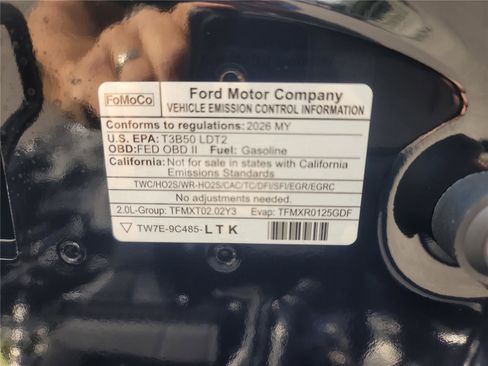 FoMoCo
Ford Motor Company
VEHICLE EMISSION CONTROL INFORMATION
Conforms to regulations: 2026 MY
U.S. EPA: T3B50 LDT2
OBD: FED OBD II Fuel: Gasoline
California: Not for sale in states with California
Emissions Standards
TWC/HO2S/WR-HO2S/CAC/TC/DFI/SFI/EGR/EGRC
No adjustments needed.
2.0L-Group: TFMXT02.02Y3 Evap: TFMXR0125GDF
TW7E-9C485-LTK